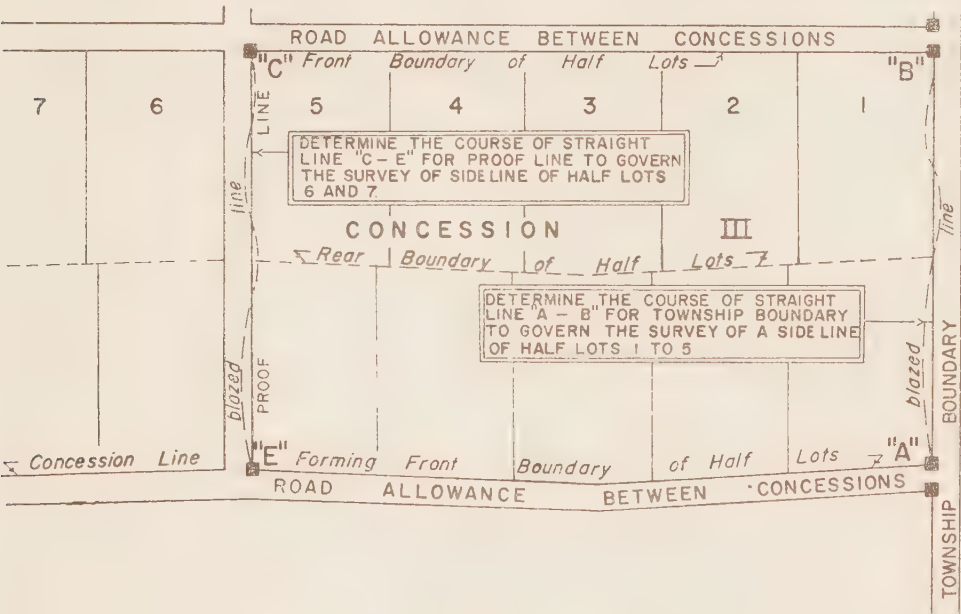 ROAD ALLOWANCE BETWEEN CONCESSIONS
"C" Front Boundary of Half Lots "B"
7 6 5 4 3 2 1
LINE
DETERMINE THE COURSE OF STRAIGHT
LINE "C – E" FOR PROOF LINE TO GOVERN
THE SURVEY OF SIDELINE OF HALF LOTS
6 AND 7.
line
line
CONCESSION III
Rear Boundary of Half Lots
DETERMINE THE COURSE OF STRAIGHT
LINE "A – B" FOR TOWNSHIP BOUNDARY
TO GOVERN THE SURVEY OF A SIDELINE
OF HALF LOTS 1 TO 5
blazed
PROOF
blazed
BOUNDARY
Concession Line "E" Forming Front Boundary of Half Lots "A"
ROAD ALLOWANCE BETWEEN CONCESSIONS
TOWNSHIP